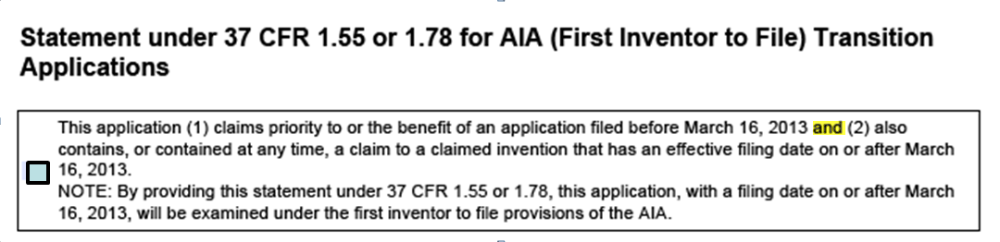 Statement under 37 CFR 1.55 or 1.78 for AIA (First Inventor to File) Transition
Applications
This application (1) claims priority to or the benefit of an application filed before March 16, 2013 and (2) also
contains, or contained at any time, a claim to a claimed invention that has an effective filing date on or after March
16, 2013.
NOTE: By providing this statement under 37 CFR 1.55 or 1.78, this application, with a filing date on or after March
16, 2013, will be examined under the first inventor to file provisions of the AIA.